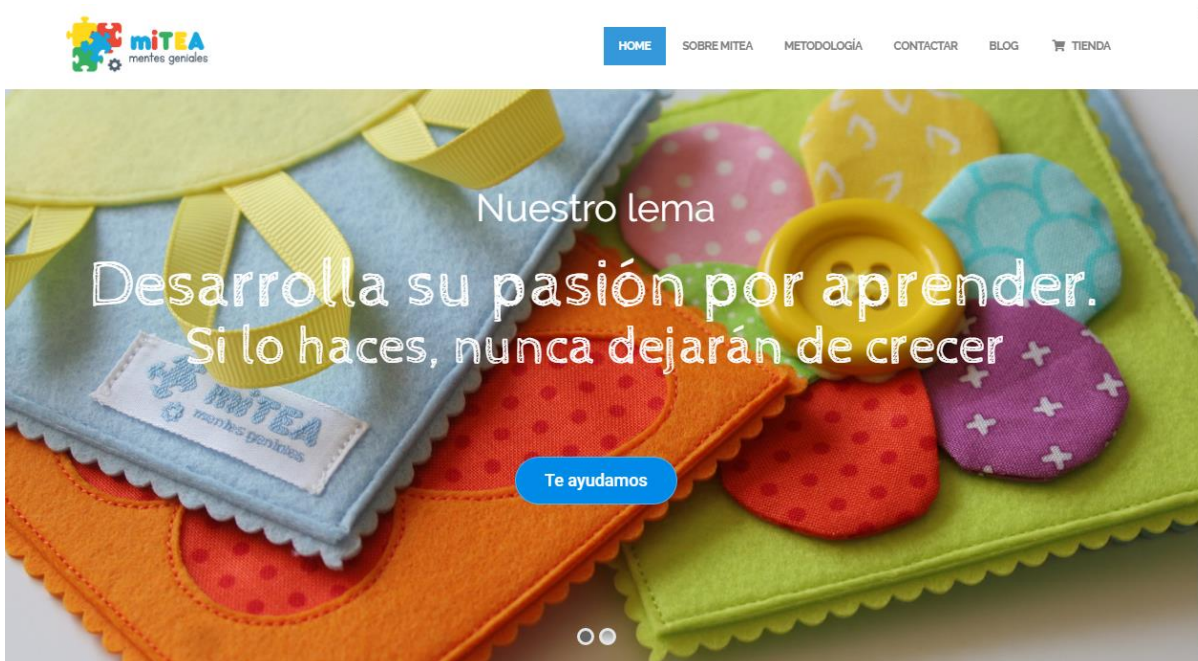 miTEA
mentes geniales
HOME
SOBRE MITEA
METODOLOGÍA
CONTACTAR
BLOG
TIENDA
Nuestro lema
Desarrolla su pasión por aprender.
Si lo haces, nunca dejarán de crecer
miTEA
mentes geniales
Te ayudamos